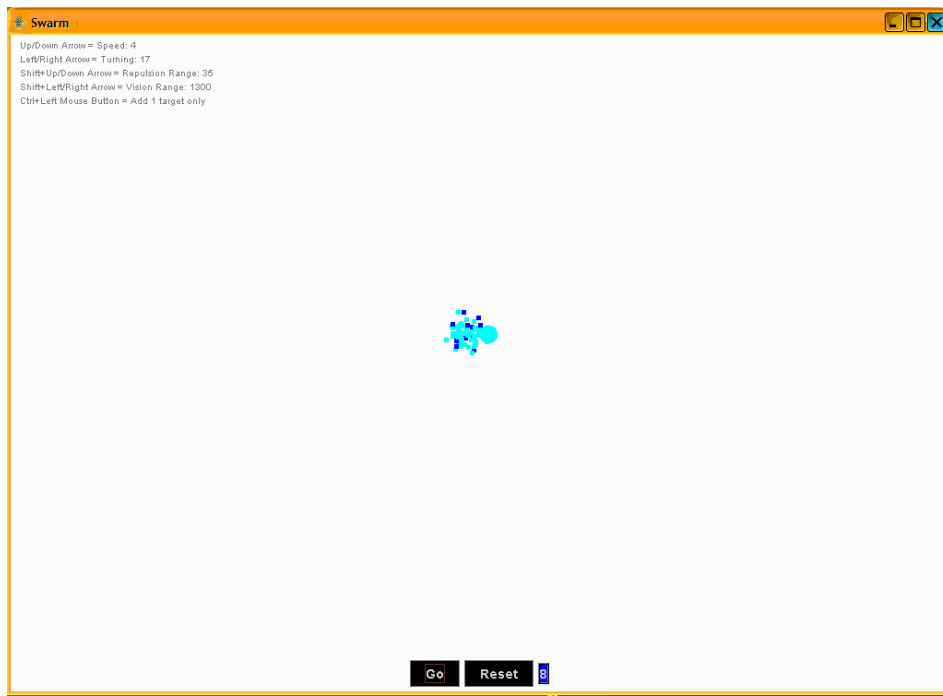 Swarm
Up/Down Arrow = Speed: 4
Left/Right Arrow = Turning: 17
Shift+Up/Down Arrow = Repulsion Range: 35
Shift+Left/Right Arrow = Vision Range: 1300
Ctrl+Left Mouse Button = Add 1 target only
Go Reset 8